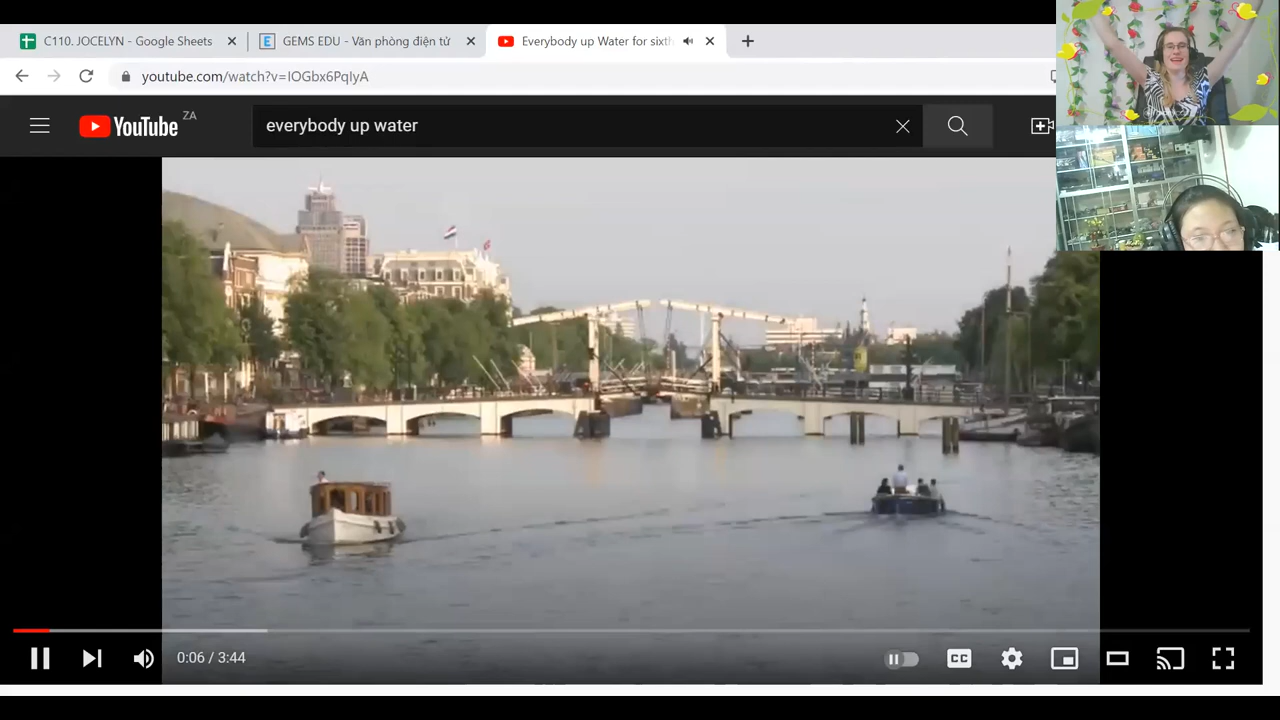 C110. JOCELYN - Google Sheets
GEMS EDU - Văn phòng điện tử
Everybody up Water for sixth
youtube.com/watch?v=IOGbx6PqIyA
YouTube ZA
everybody up water
0:06 / 3:44
CC